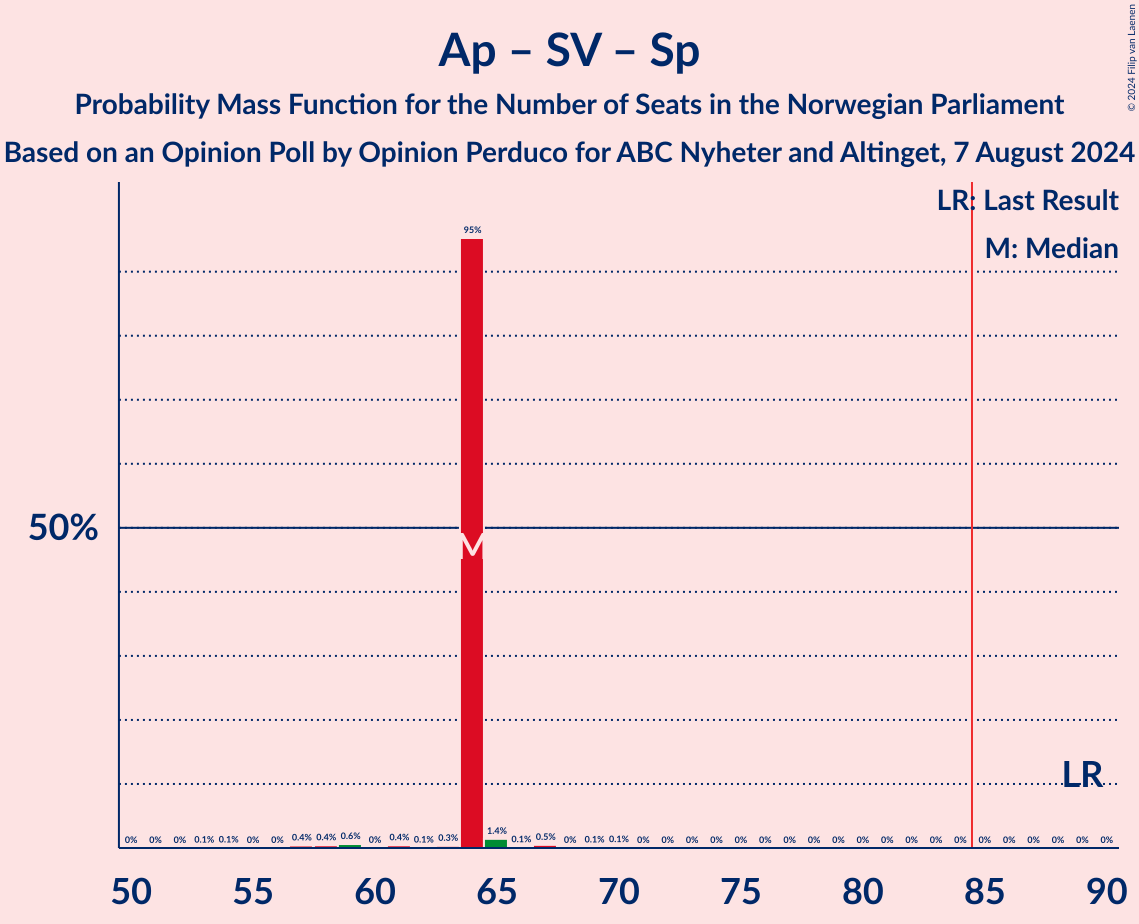 Ap – SV – Sp
Probability Mass Function for the Number of Seats in the Norwegian Parliament
Based on an Opinion Poll by Opinion Perduco for ABC Nyheter and Altinget, 7 August 2024
© 2024 Filip van Laenen
LR: Last Result
M: Median
95%
50%
M
LR
0% 0% 0% 0.1% 0.1% 0% 0% 0.4% 0.4% 0.6% 0% 0.4% 0.1% 0.3% 1.4% 0.1% 0.5% 0% 0.1% 0.1% 0% 0% 0% 0% 0% 0% 0% 0% 0% 0% 0% 0% 0% 0% 0% 0% 0% 0% 0% 0%
50 55 60 65 70 75 80 85 90